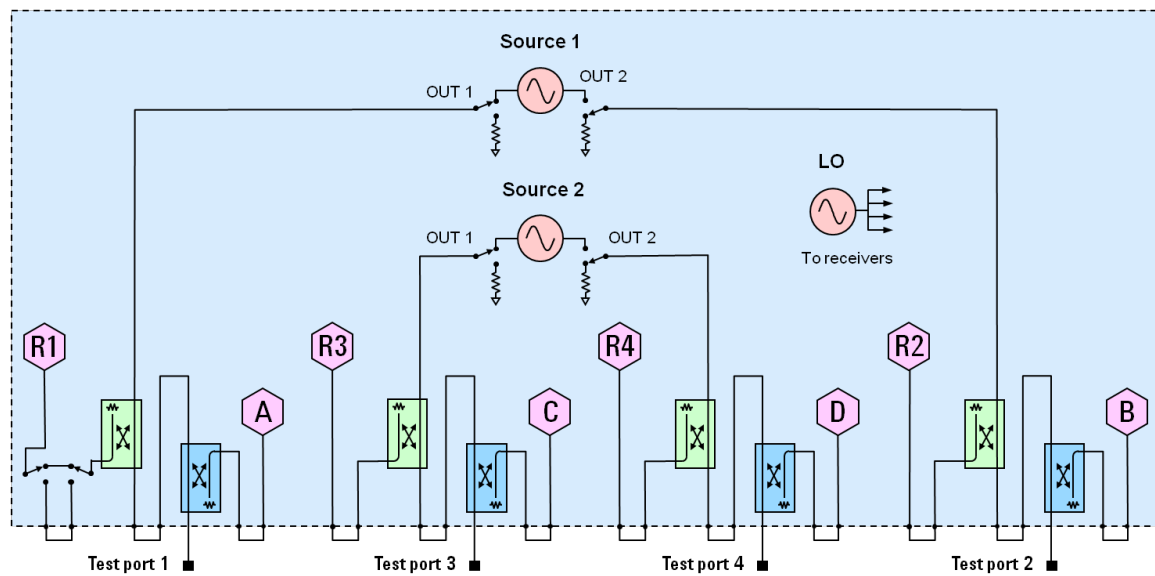 Source 1
OUT 1
OUT 2
LO
Source 2
OUT 1
OUT 2
To receivers
R1
R3
R4
R2
A
C
D
B
Test port 1
Test port 3
Test port 4
Test port 2